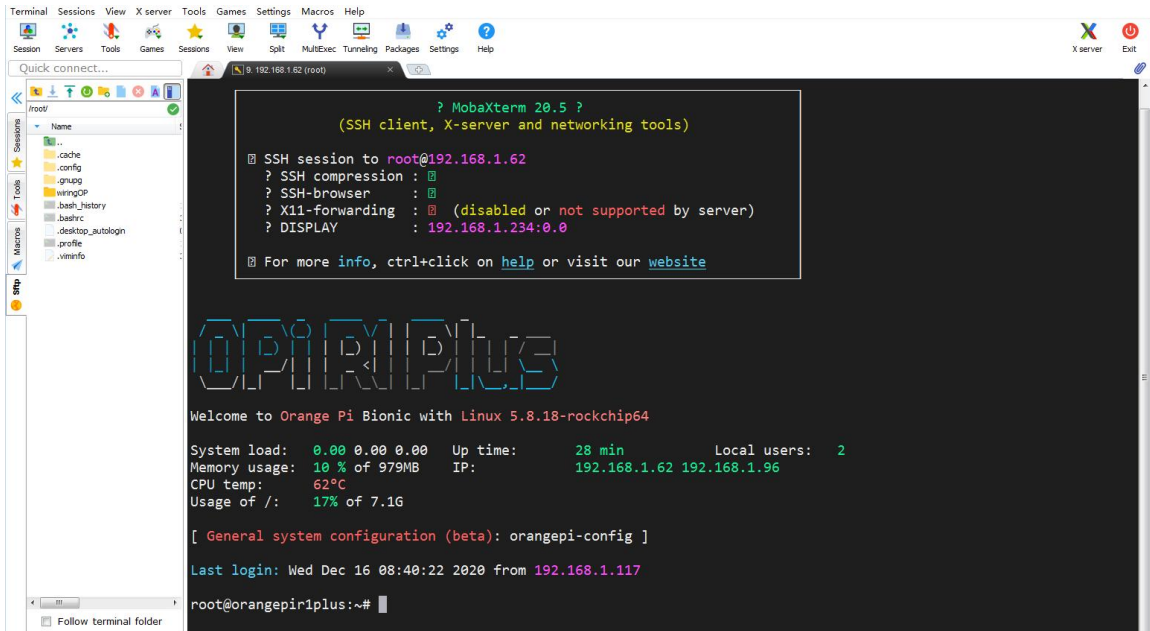 Terminal Sessions View X server Tools Games Settings Macros Help
Session Servers Tools Games Sessions View Split MultiExec Tunneling Packages Settings Help X server Exit
Quick connect...
9. 192.168.1.62 (root)
/root/
Name
..
.cache
.config
.gnupg
wiringOP
.bash_history
.bashrc
.desktop_autologin
.profile
.viminfo
Sessions
Tools
Macros
Sftp
Follow terminal folder
? MobaXterm 20.5 ?
(SSH client, X-server and networking tools)
SSH session to root@192.168.1.62
? SSH compression :
? SSH-browser :
? X11-forwarding : (disabled or not supported by server)
? DISPLAY : 192.168.1.234:0.0
For more info, ctrl+click on help or visit our website
OPi R1 Plus
Welcome to Orange Pi Bionic with Linux 5.8.18-rockchip64
System load: 0.00 0.00 0.00 Up time: 28 min Local users: 2
Memory usage: 10 % of 979MB IP: 192.168.1.62 192.168.1.96
CPU temp: 62°C
Usage of /: 17% of 7.1G
[ General system configuration (beta): orangepi-config ]
Last login: Wed Dec 16 08:40:22 2020 from 192.168.1.117
root@orangepir1plus:~#